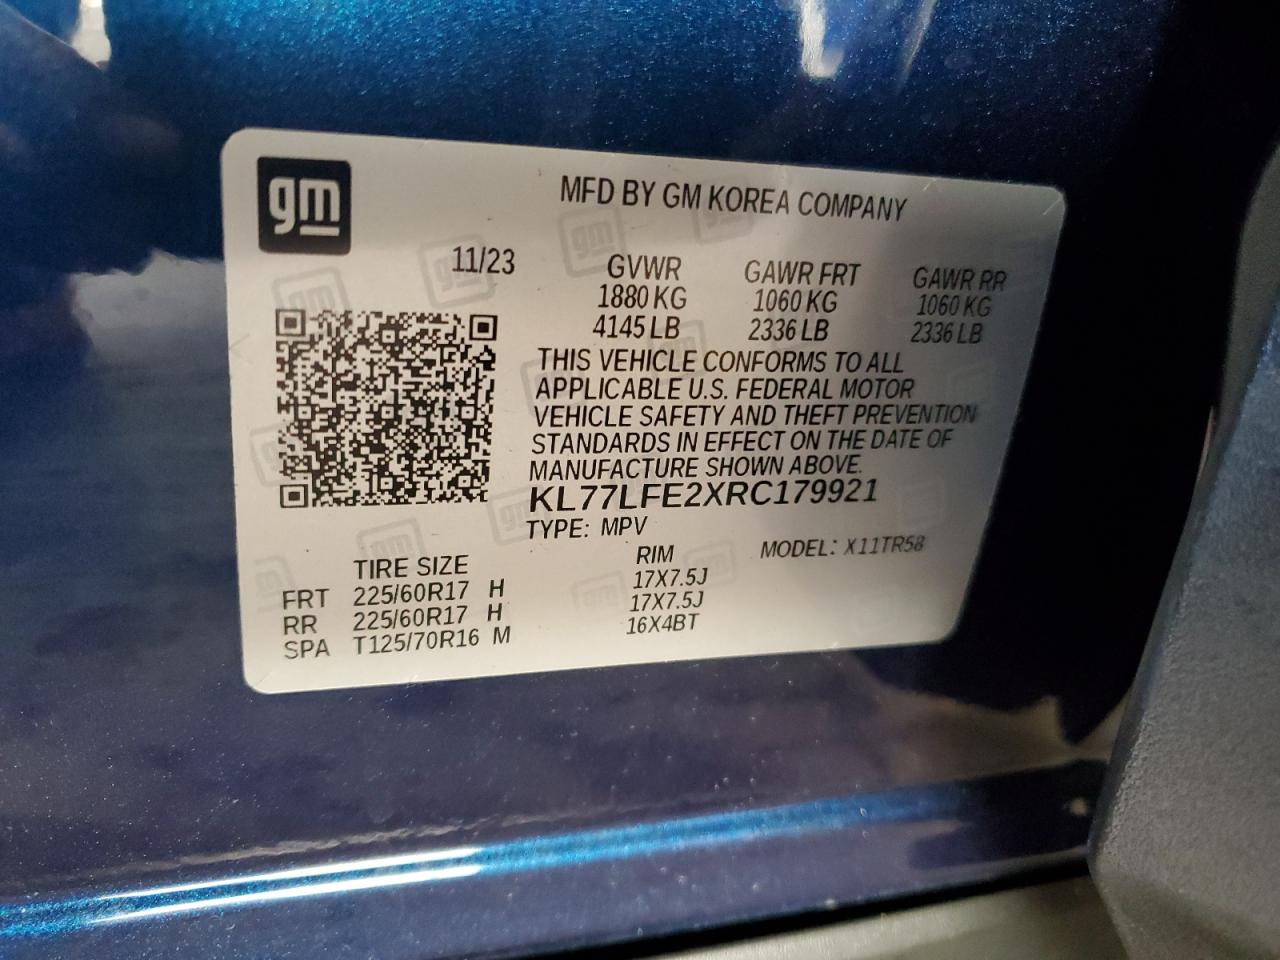 gm
MFD BY GM KOREA COMPANY
11/23 GVWR GAWR FRT GAWR RR
1880 KG 1060 KG 1060 KG
4145 LB 2336 LB 2336 LB
THIS VEHICLE CONFORMS TO ALL
APPLICABLE U.S. FEDERAL MOTOR
VEHICLE SAFETY AND THEFT PREVENTION
STANDARDS IN EFFECT ON THE DATE OF
MANUFACTURE SHOWN ABOVE.
KL77LFE2XRC179921
TYPE: MPV
MODEL: X11TR58
TIRE SIZE RIM
FRT 225/60R17 H 17X7.5J
RR 225/60R17 H 17X7.5J
SPA T125/70R16 M 16X4BT